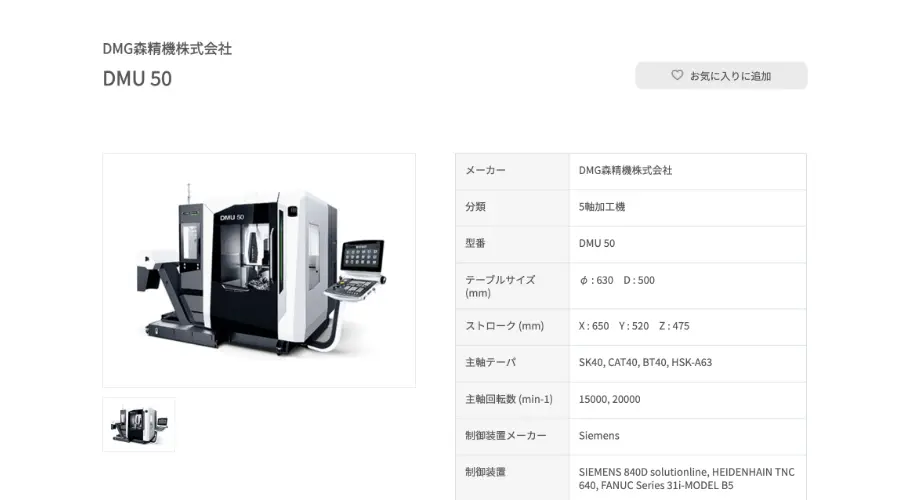 DMG森精機株式会社
DMU 50
お気に入りに追加
DMU 50
メーカー
DMG森精機株式会社
分類
5軸加工機
型番
DMU 50
テーブルサイズ
(mm)
φ : 630 D : 500
ストローク (mm)
X : 650 Y : 520 Z : 475
主軸テーパ
SK40, CAT40, BT40, HSK-A63
主軸回転数 (min-1)
15000, 20000
制御装置メーカー
Siemens
制御装置
SIEMENS 840D solutionline, HEIDENHAIN TNC
640, FANUC Series 31i-MODEL B5